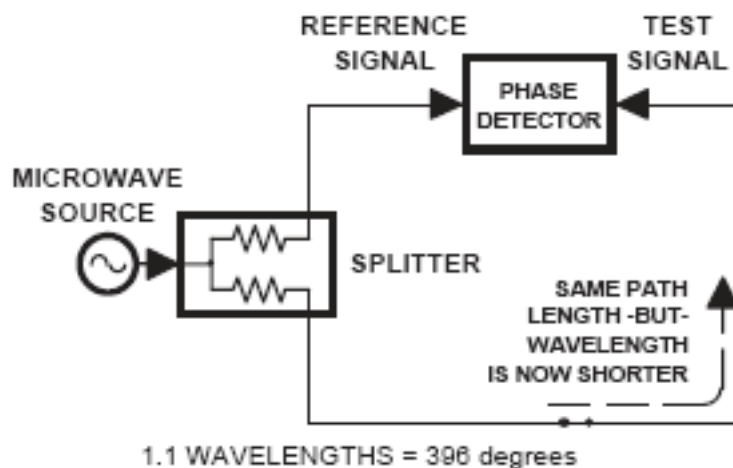 REFERENCE
SIGNAL
TEST
SIGNAL
PHASE
DETECTOR
MICROWAVE
SOURCE
SPLITTER
SAME PATH
LENGTH -BUT-
WAVELENGTH
IS NOW SHORTER
1.1 WAVELENGTHS = 396 degrees